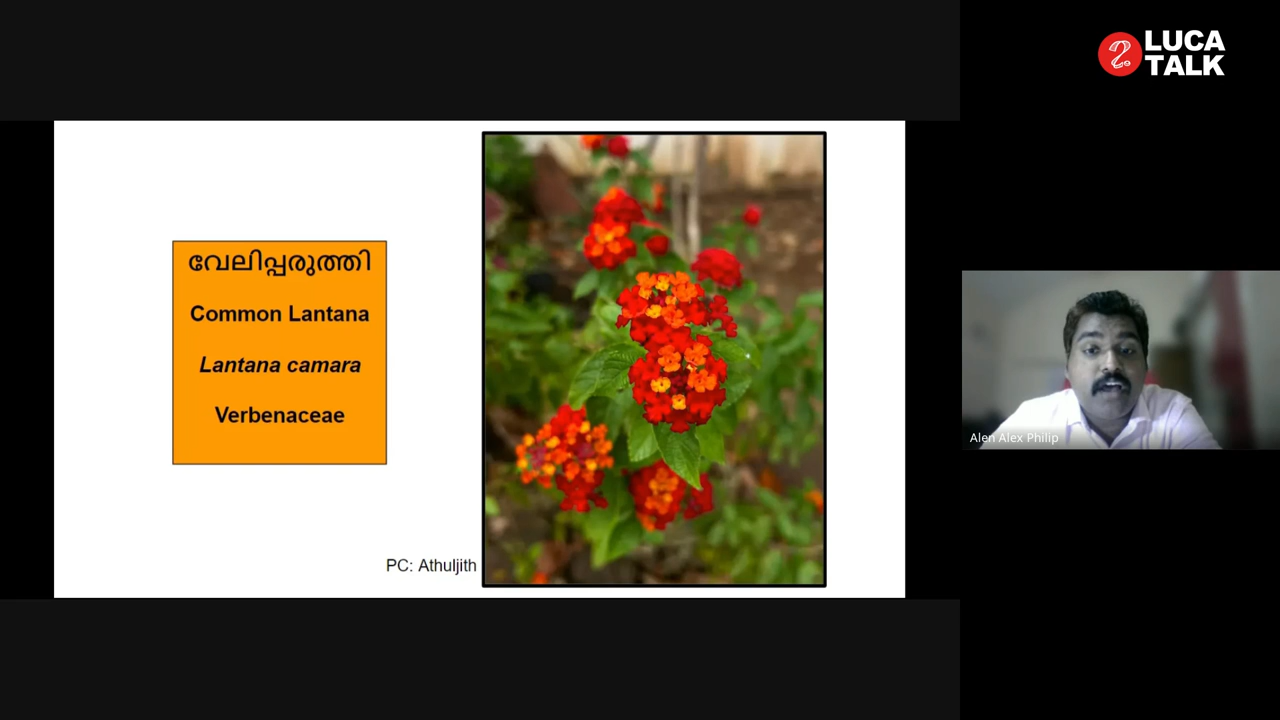 LUCA
TALK
വേലിപ്പരുത്തി
Common Lantana
Lantana camara
Verbenaceae
PC: Athuljith
Alen Alex Philip